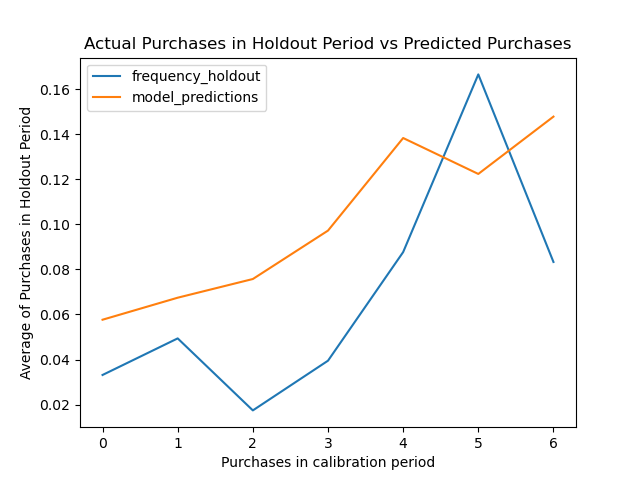 Actual Purchases in Holdout Period vs Predicted Purchases
frequency_holdout
model_predictions
Average of Purchases in Holdout Period
0.16
0.14
0.12
0.10
0.08
0.06
0.04
0.02
0 1 2 3 4 5 6
Purchases in calibration period